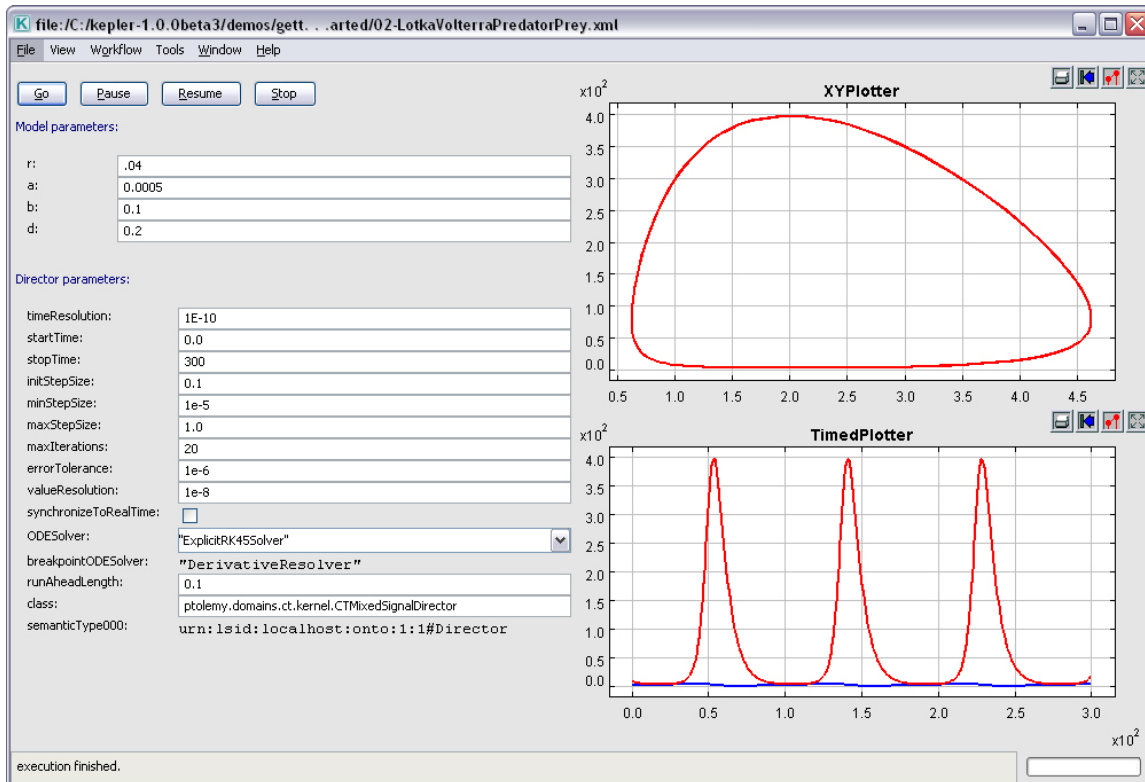 file:/C:/kepler-1.0.0beta3/demos/gett. . .arted/02-LotkaVolterraPredatorPrey.xml
File View Workflow Tools Window Help
Go Pause Resume Stop
Model parameters:
r: .04
a: 0.0005
b: 0.1
d: 0.2
Director parameters:
timeResolution: 1E-10
startTime: 0.0
stopTime: 300
initStepSize: 0.1
minStepSize: 1e-5
maxStepSize: 1.0
maxIterations: 20
errorTolerance: 1e-6
valueResolution: 1e-8
synchronizeToRealTime:
ODESolver: "ExplicitRK45Solver"
breakpointODESolver: "DerivativeResolver"
runAheadLength: 0.1
class: ptolemy.domains.ct.kernel.CTMixedSignalDirector
semanticType000: urn:lsid:localhost:onto:1:1#Director
XYPlotter
x10²
4.0
3.5
3.0
2.5
2.0
1.5
1.0
0.5
0.0
0.5 1.0 1.5 2.0 2.5 3.0 3.5 4.0 4.5
x10²
TimedPlotter
x10²
4.0
3.5
3.0
2.5
2.0
1.5
1.0
0.5
0.0
0.0 0.5 1.0 1.5 2.0 2.5 3.0
x10²
execution finished.